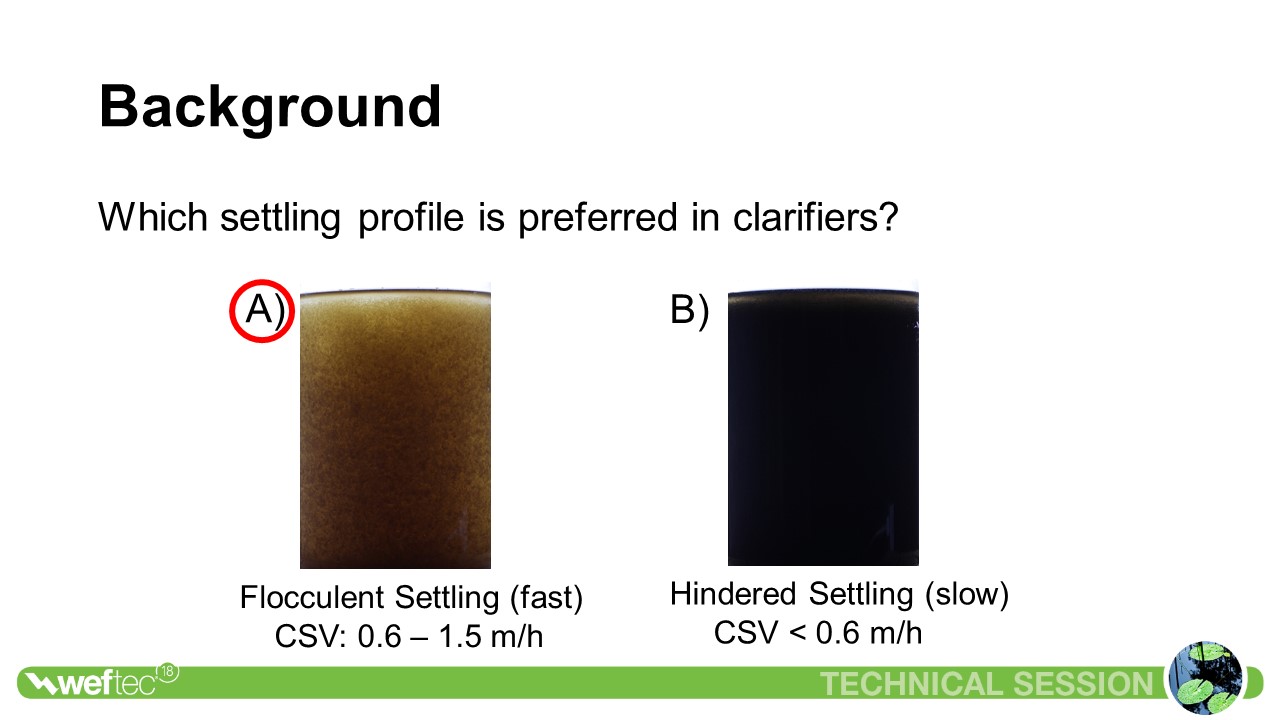 Background
Which settling profile is preferred in clarifiers?
A)
B)
Flocculent Settling (fast)
CSV: 0.6 – 1.5 m/h
Hindered Settling (slow)
CSV < 0.6 m/h
weftec 18
TECHNICAL SESSION